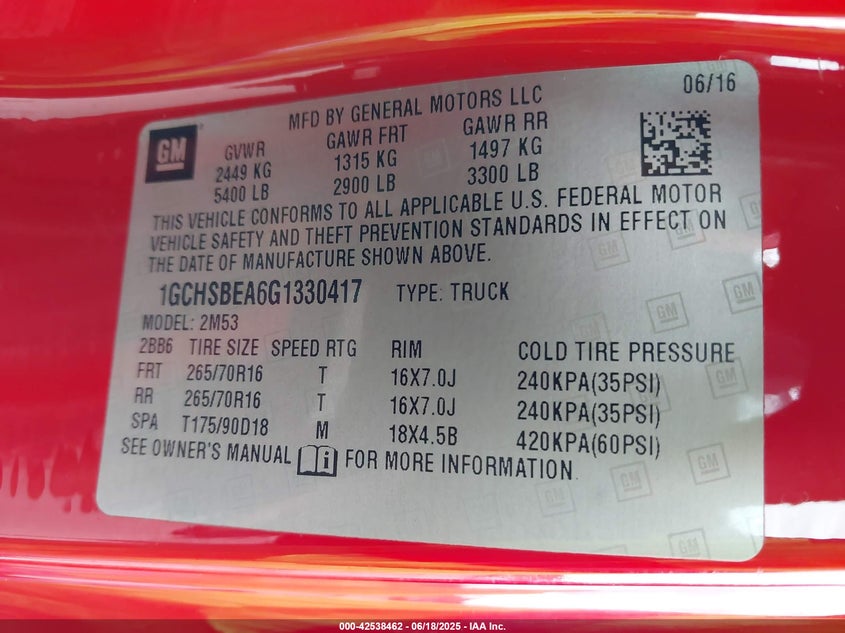 06/16
MFD BY GENERAL MOTORS LLC
GM
GVWR GAWR FRT GAWR RR
2449 KG 1315 KG 1497 KG
5400 LB 2900 LB 3300 LB
THIS VEHICLE CONFORMS TO ALL APPLICABLE U.S. FEDERAL MOTOR
VEHICLE SAFETY AND THEFT PREVENTION STANDARDS IN EFFECT ON
THE DATE OF MANUFACTURE SHOWN ABOVE.
1GCHSBEA6G1330417 TYPE: TRUCK
MODEL: 2M53
2BB6 TIRE SIZE SPEED RTG RIM COLD TIRE PRESSURE
FRT 265/70R16 T 16X7.0J 240KPA(35PSI)
RR 265/70R16 T 16X7.0J 240KPA(35PSI)
SPA T175/90D18 M 18X4.5B 420KPA(60PSI)
SEE OWNER'S MANUAL FOR MORE INFORMATION.
000-42538462 - 06/18/2025 - IAA Inc.